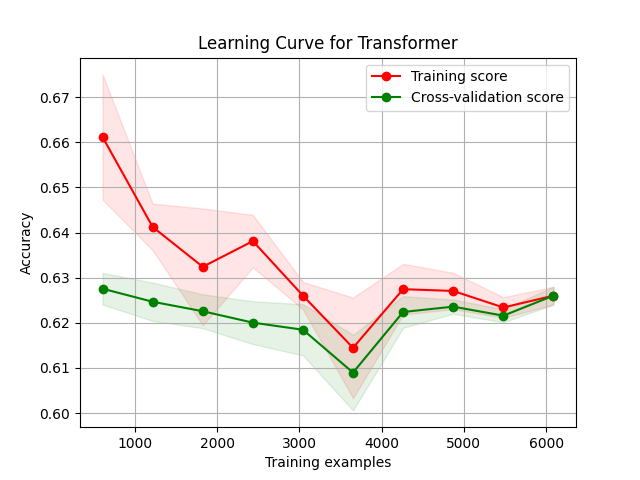 Learning Curve for Transformer
Training score
Cross-validation score
Accuracy
0.67
0.66
0.65
0.64
0.63
0.62
0.61
0.60
1000 2000 3000 4000 5000 6000
Training examples